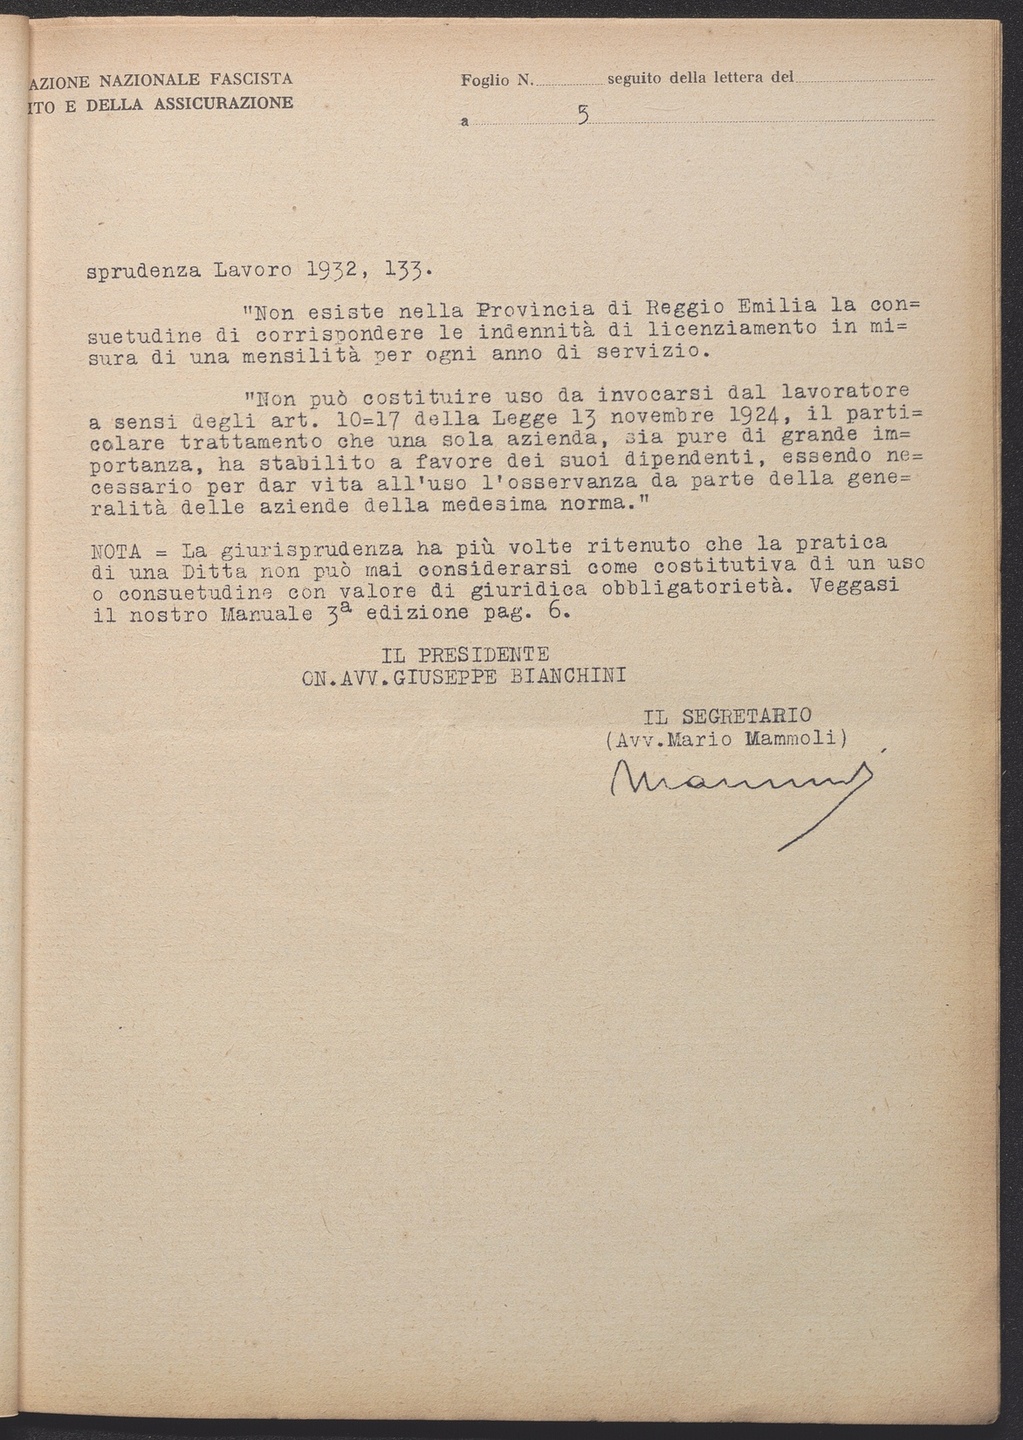 AZIONE NAZIONALE FASCISTA
ITO E DELLA ASSICURAZIONE
Foglio N. seguito della lettera del
a 5
sprudenza Lavoro 1932, 133.
"Non esiste nella Provincia di Reggio Emilia la con=
suetudine di corrispondere le indennità di licenziamento in mi=
sura di una mensilità per ogni anno di servizio.
"Non può costituire uso da invocarsi dal lavoratore
a sensi degli art. 10=17 della Legge 13 novembre 1924, il parti=
colare trattamento che una sola azienda, sia pure di grande im=
portanza, ha stabilito a favore dei suoi dipendenti, essendo ne=
cessario per dar vita all'uso l'osservanza da parte della gene=
ralità delle aziende della medesima norma."
NOTA = La giurisprudenza ha più volte ritenuto che la pratica
di una Ditta non può mai considerarsi come costitutiva di un uso
o consuetudine con valore di giuridica obbligatorietà. Veggasi
il nostro Manuale 3ª edizione pag. 6.
IL PRESIDENTE
ON.AVV.GIUSEPPE BIANCHINI
IL SEGRETARIO
(Avv.Mario Mammoli)